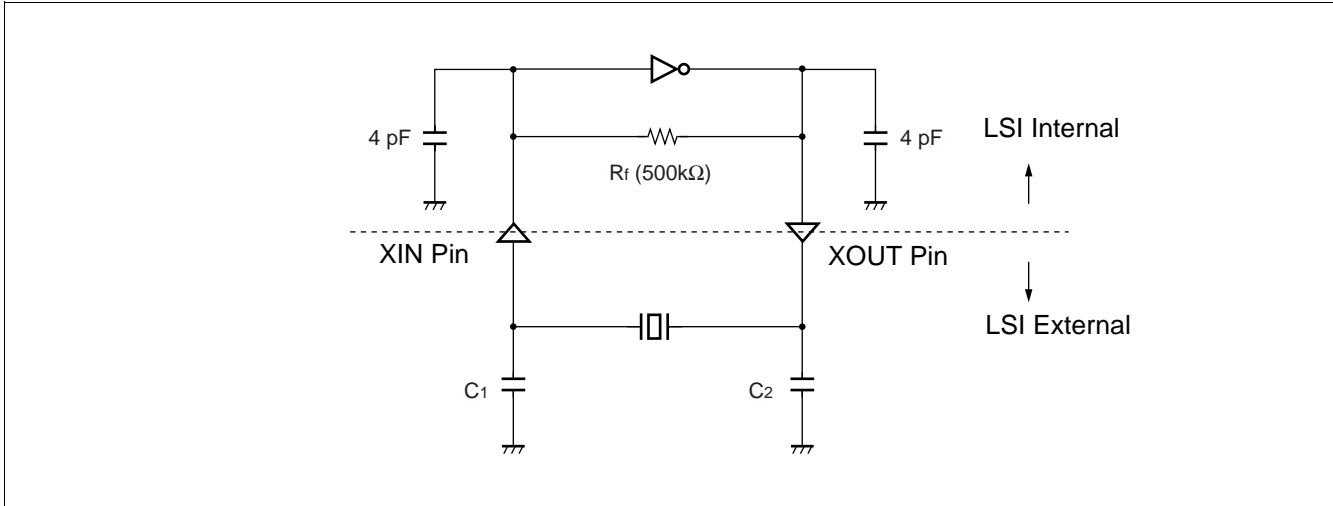 4 pF
4 pF
LSI Internal
Rf (500kΩ)
XIN Pin
XOUT Pin
LSI External
C1
C2